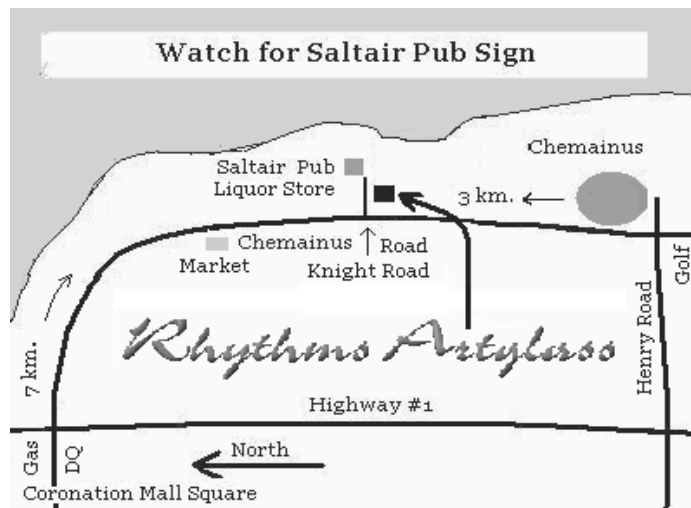 Watch for Saltair Pub Sign
Chemainus
Saltair Pub
Liquor Store
3 km.
Chemainus Road
Market
Knight Road
Golf
7 km.
Rhythms Artglass
Henry Road
Highway #1
Gas
DQ
North
Coronation Mall Square